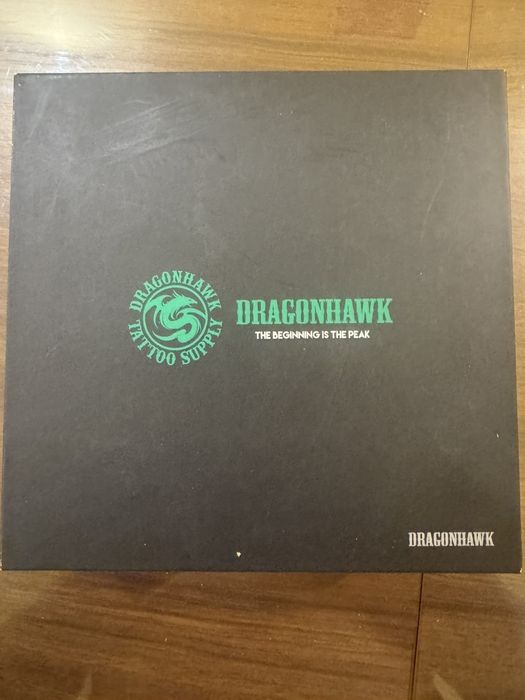 DRAGONHAWK
TATTOO SUPPLY
DRAGONHAWK
THE BEGINNING IS THE PEAK
DRAGONHAWK